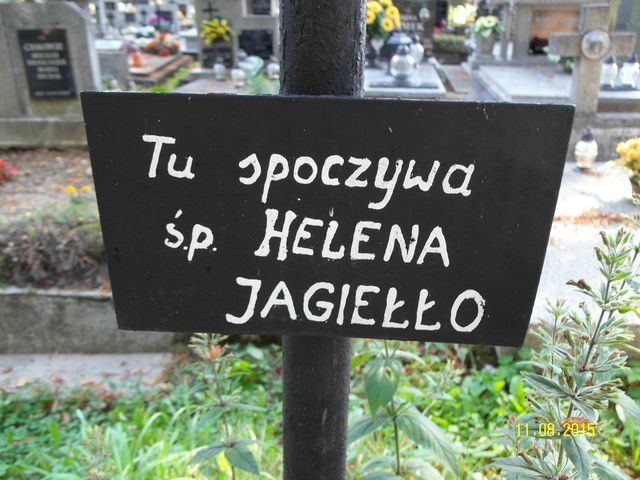 Tu spoczywa
ś.p. HELENA
JAGIEŁŁO
11.08.2015